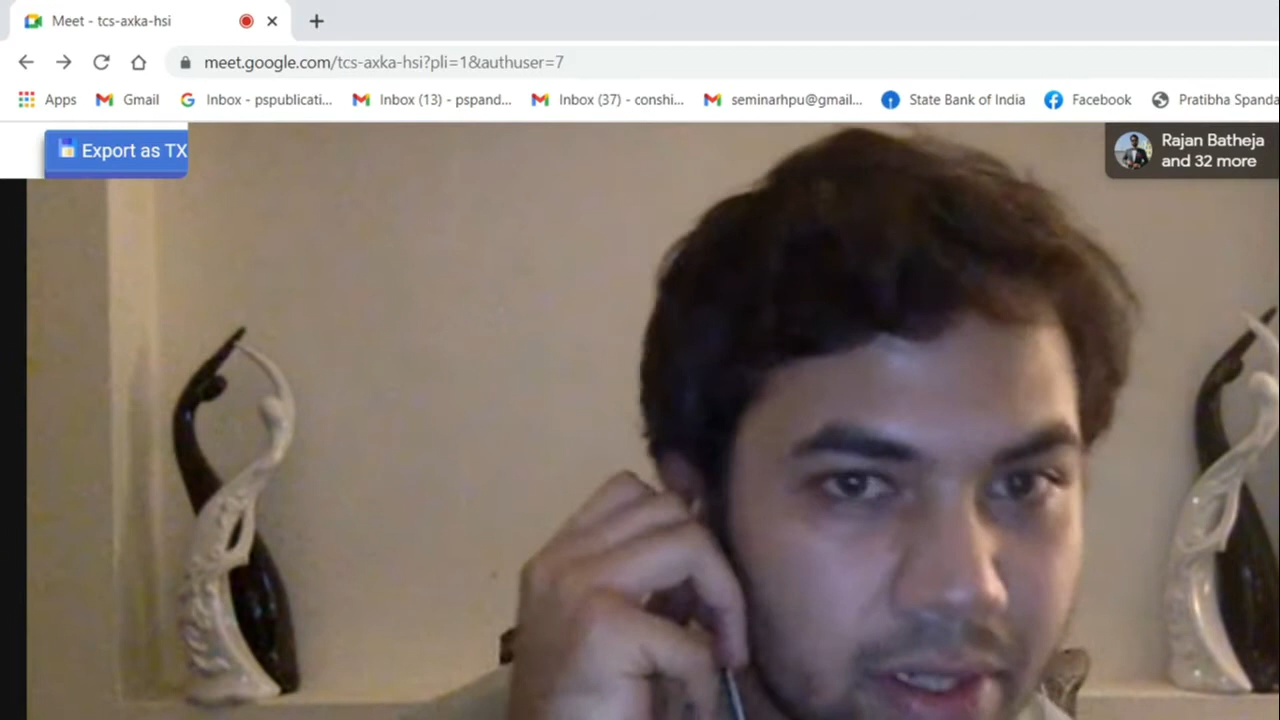 Meet - tcs-axka-hsi
meet.google.com/tcs-axka-hsi?pli=1&authuser=7
Apps Gmail Inbox - pspublicati... Inbox (13) - pspand... Inbox (37) - conshi... seminarhpu@gmail... State Bank of India Facebook Pratibha Spanda
Export as TX
Rajan Batheja
and 32 more